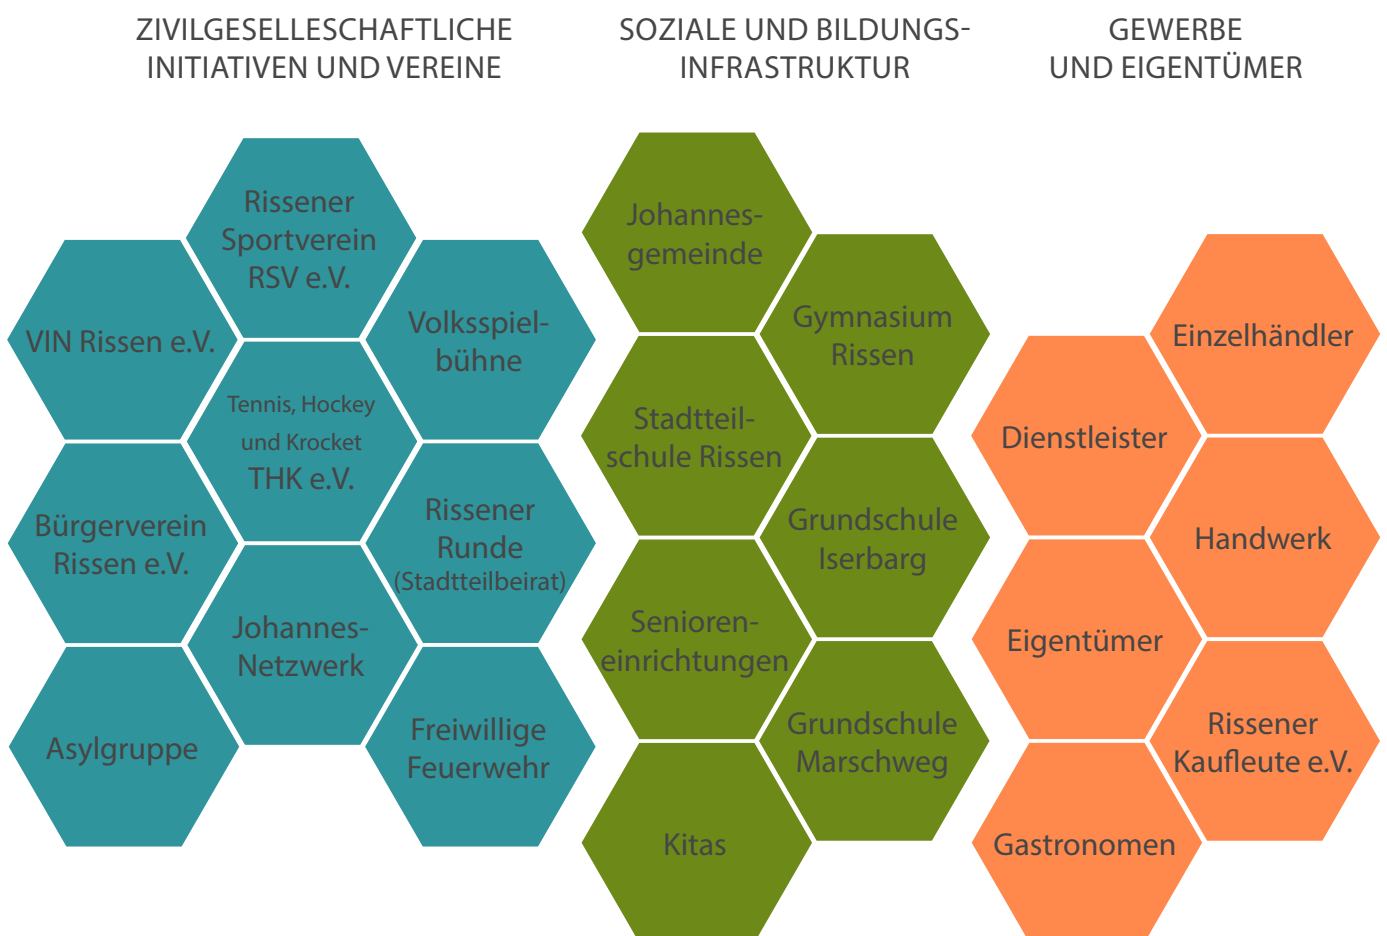 ZIVILGESELLESCHAFTLICHE
INITIATIVEN UND VEREINE
SOZIALE UND BILDUNGS-
INFRASTRUKTUR
GEWERBE
UND EIGENTÜMER
Rissener
Sportverein
RSV e.V.
VIN Rissen e.V.
Volksspiel-
bühne
Tennis, Hockey
und Krocket
THK e.V.
Bürgerverein
Rissen e.V.
Rissener
Runde
(Stadtteilbeirat)
Johannes-
Netzwerk
Asylgruppe
Freiwillige
Feuerwehr
Johannes-
gemeinde
Gymnasium
Rissen
Stadtteil-
schule Rissen
Grundschule
Iserbarg
Senioren-
einrichtungen
Grundschule
Marschweg
Kitas
Einzelhändler
Dienstleister
Handwerk
Eigentümer
Rissener
Kaufleute e.V.
Gastronomen